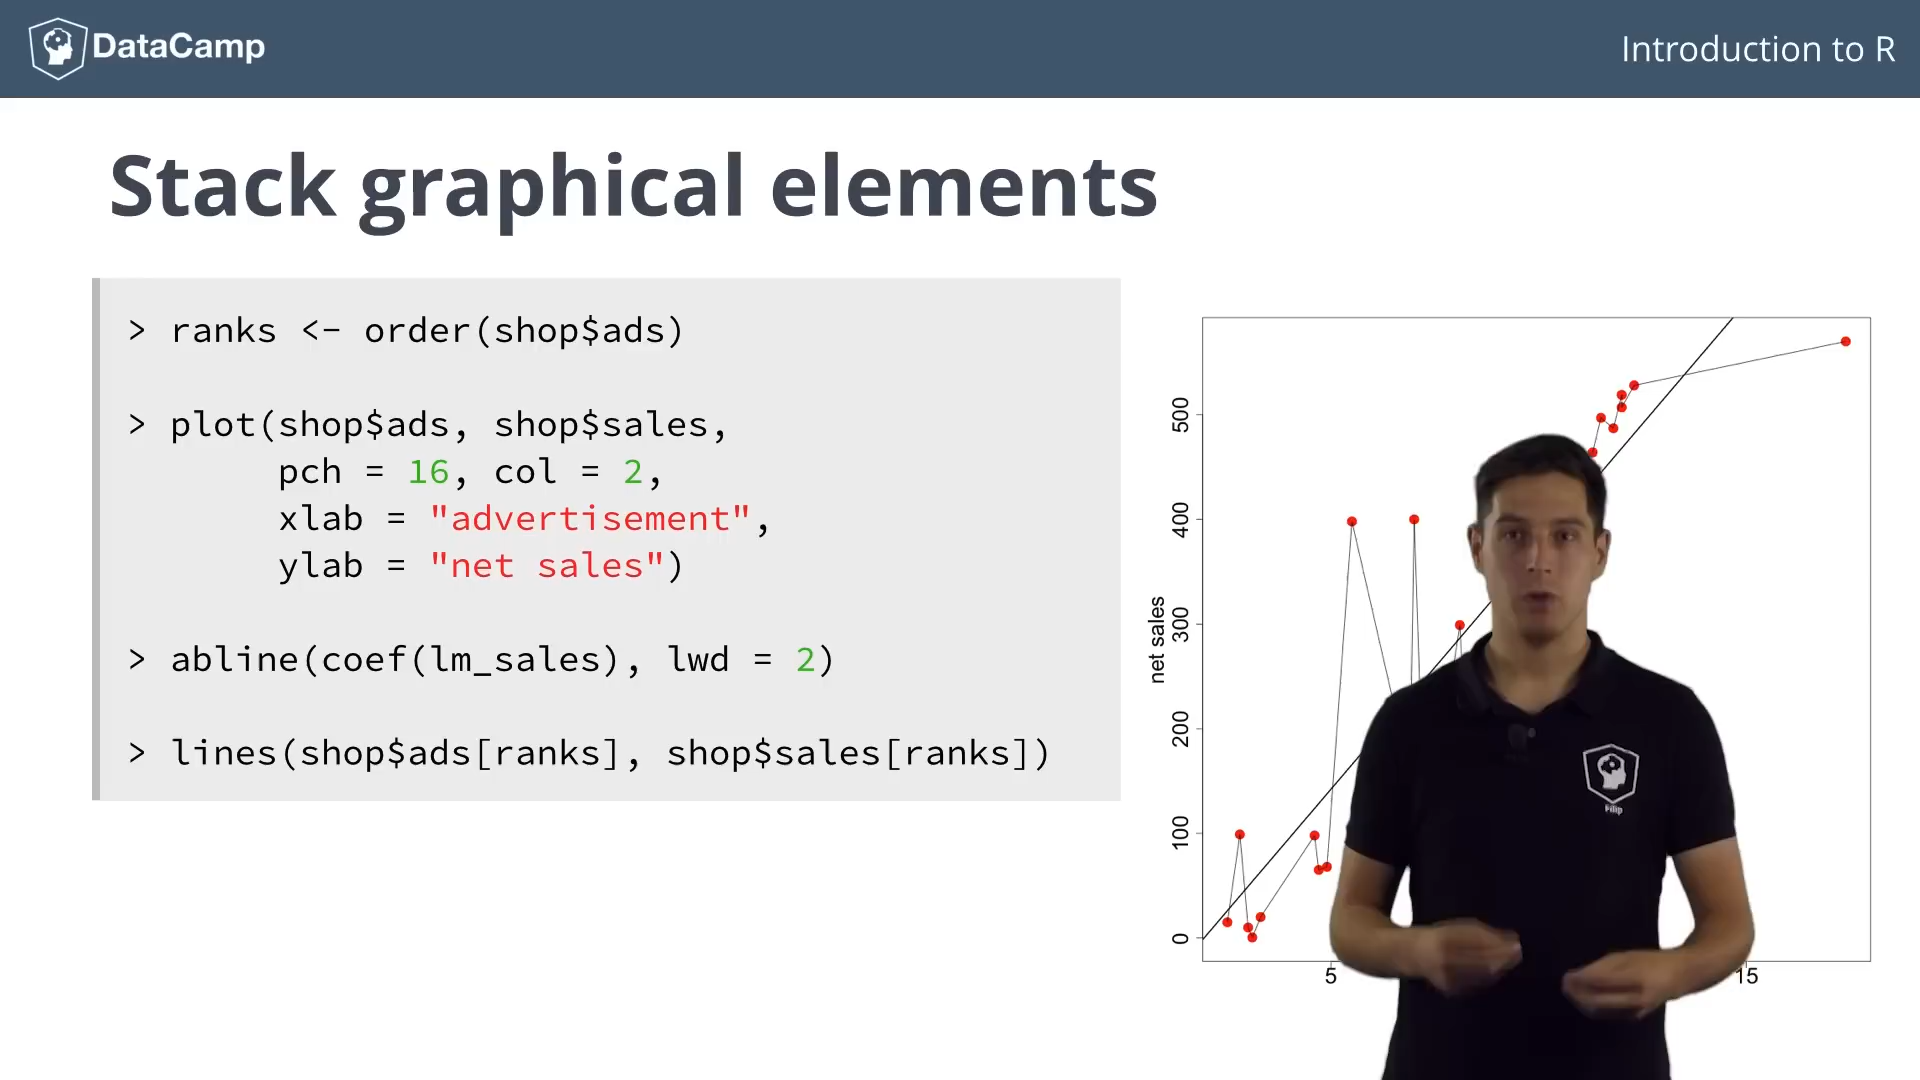 DataCamp
Introduction to R
Stack graphical elements
> ranks <- order(shop$ads)
> plot(shop$ads, shop$sales,
pch = 16, col = 2,
xlab = "advertisement",
ylab = "net sales")
> abline(coef(lm_sales), lwd = 2)
> lines(shop$ads[ranks], shop$sales[ranks])
net sales
500
400
300
200
100
0
5
15
Filip